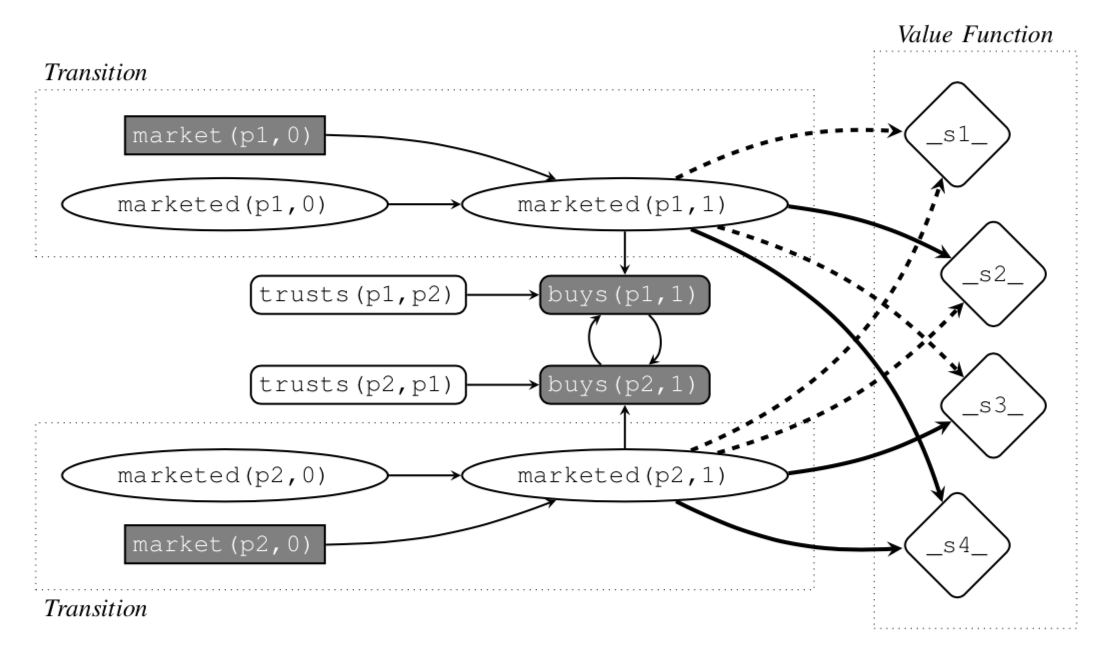 Value Function
Transition
market(p1,0)
_s1_
marketed(p1,0)
marketed(p1,1)
_s2_
trusts(p1,p2)
buys(p1,1)
trusts(p2,p1)
buys(p2,1)
_s3_
marketed(p2,0)
marketed(p2,1)
market(p2,0)
_s4_
Transition